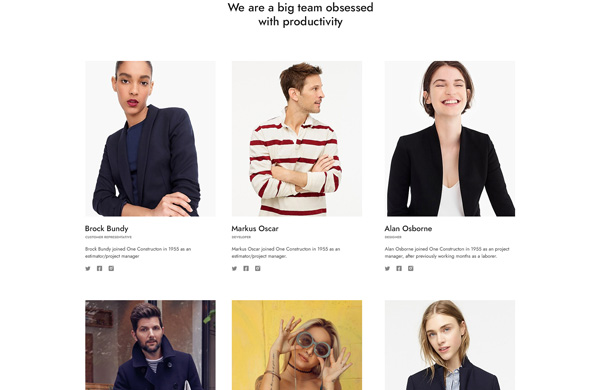 We are a big team obsessed
with productivity
Brock Bundy
CUSTOMER REPRESENTATIVE
Brock Bundy joined One Constructon in 1955 as an
estimator/project manager
Markus Oscar
DEVELOPER
Markus Oscar joined One Constructon in 1955 as an
estimator/project manager.
Alan Osborne
DESIGNER
Alan Osborne joined One Constructon in 1955 as an project
manager, after previously working months as a laborer.